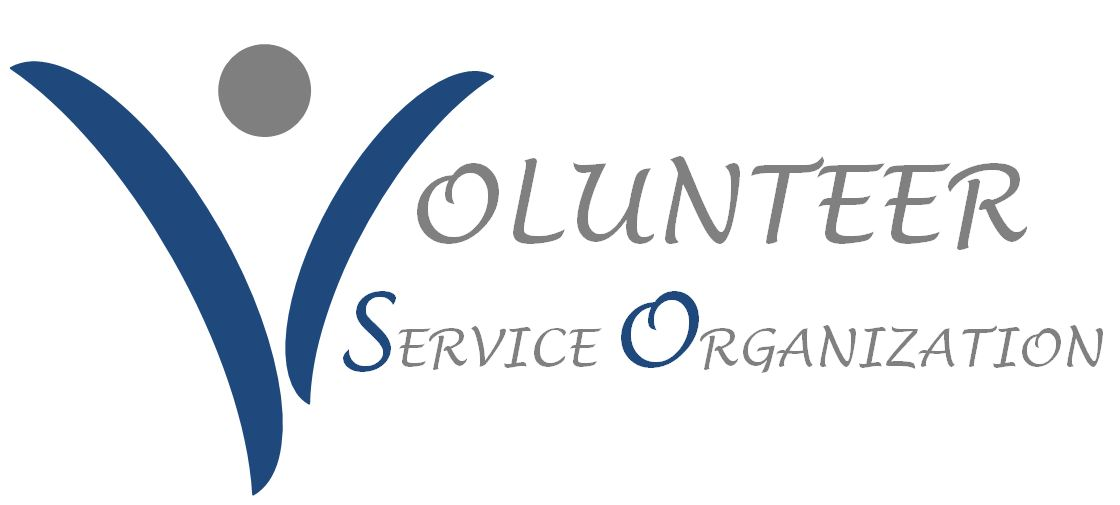 VOLUNTEER
SERVICE ORGANIZATION